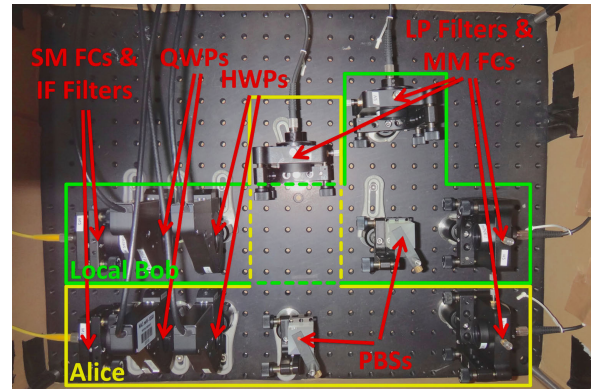 SM FCs &
IF Filters
QWPs
HWPs
LP Filters &
MM FCs
Local Bob
PBSs
Alice